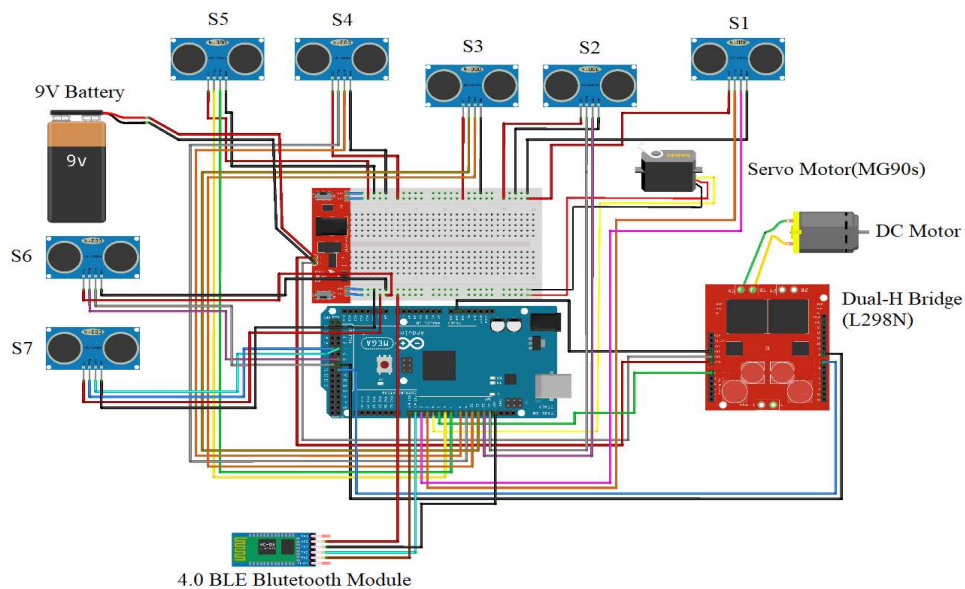 S5
S4
S3
S2
S1
9V Battery
9v
Servo Motor(MG90s)
DC Motor
S6
Dual-H Bridge
(L298N)
S7
MEGA
4.0 BLE Blutetooth Module